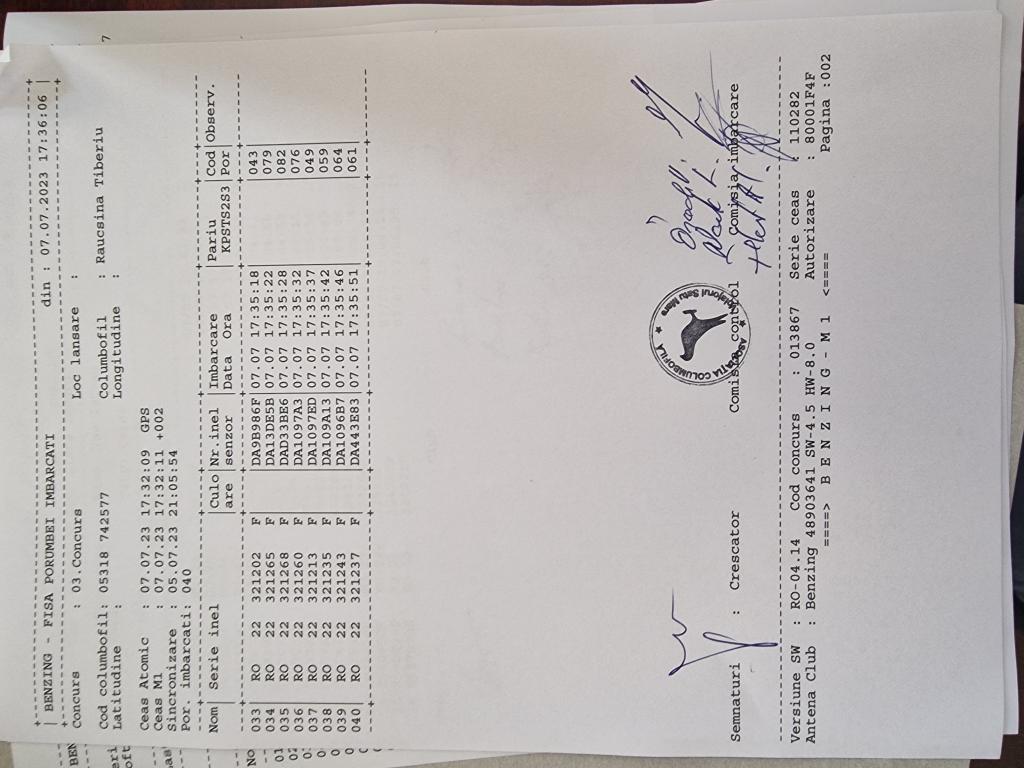 BENZING - FISA PORUMBEI IMBARCATI din : 07.07.2023 17:36:06
Concurs : 03.Concurs Loc lansare :
Cod columbofil: 05318 742577 Columbofil : Raucsina Tiberiu
Latitudine : Longitudine :
Ceas Atomic : 07.07.23 17:32:09 GPS
Ceas M1 : 07.07.23 17:32:11 +002
Sincronizare : 05.07.23 21:05:54
Por. imbarcati: 040
Nom | Serie inel | Culo | Nr.inel | Imbarcare | Pariu | Cod | Observ.
are | senzor | Data Ora | KPSTS2S3 | Por
033 | RO 22 321202 F | DA9B986F | 07.07 17:35:18 | 043
034 | RO 22 321265 F | DA13DE5B | 07.07 17:35:22 | 079
035 | RO 22 321268 F | DAD33BE6 | 07.07 17:35:28 | 082
036 | RO 22 321260 F | DA1097A3 | 07.07 17:35:32 | 076
037 | RO 22 321213 F | DA1097ED | 07.07 17:35:37 | 049
038 | RO 22 321235 F | DA109A13 | 07.07 17:35:42 | 059
039 | RO 22 321243 F | DA1096B7 | 07.07 17:35:46 | 064
040 | RO 22 321237 F | DA443E83 | 07.07 17:35:51 | 061
ASOCIATIA COLUMBOFILA
Satu Mare
Semnaturi : Crescator Comisia control Comisia imbarcare
Versiune SW : RO-04.14 Cod concurs : 013867 Serie ceas : 110282
Antena Club : Benzing 48903641 SW-4.5 HW-8.0 Autorizare : 80001F4F
====> B E N Z I N G - M 1 <==== Pagina :002